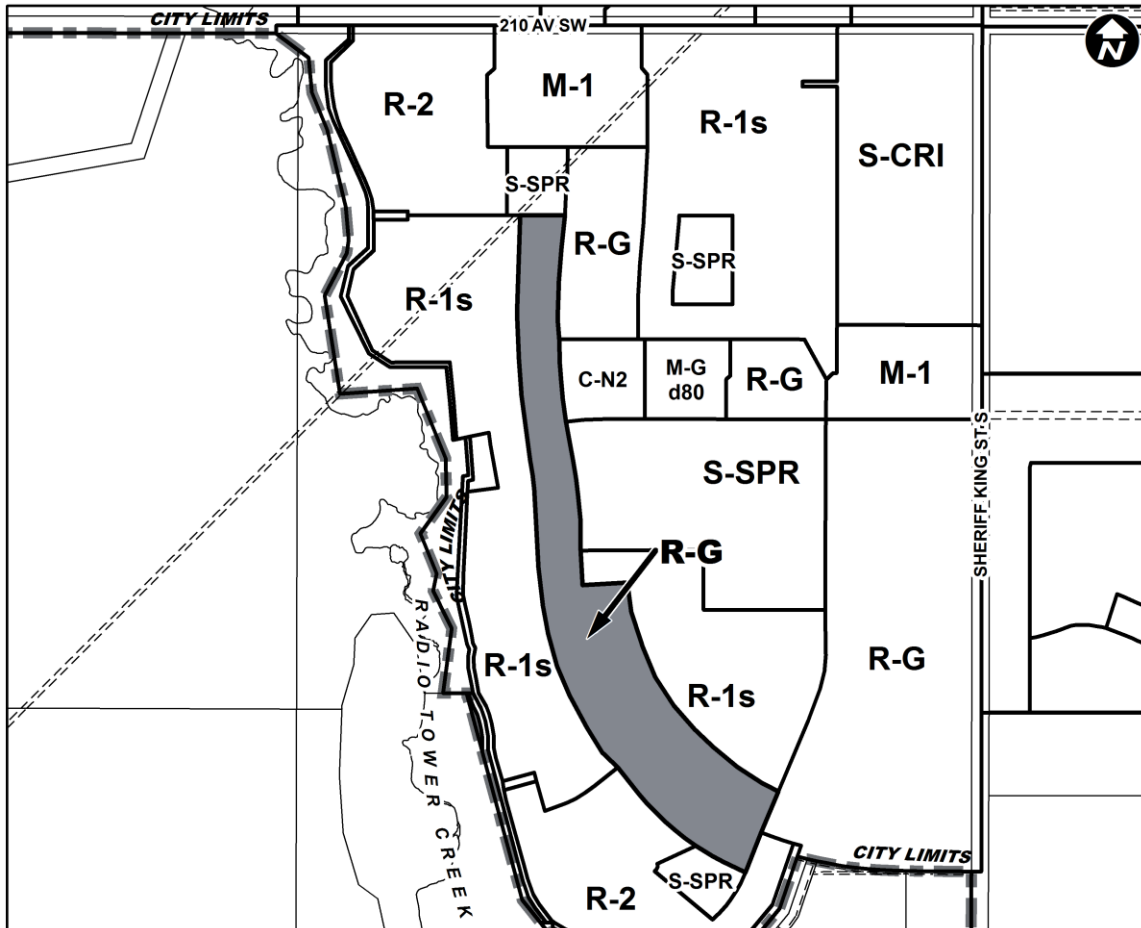 CITY LIMITS
210 AV SW
N
R-2
M-1
R-1s
S-CRI
S-SPR
R-G
S-SPR
R-1s
C-N2
M-G
d80
R-G
M-1
SHERIFF KING ST S
S-SPR
CITY LIMITS
R-G
RADIO TOWER CREEK
R-1s
R-1s
R-G
CITY LIMITS
S-SPR
R-2